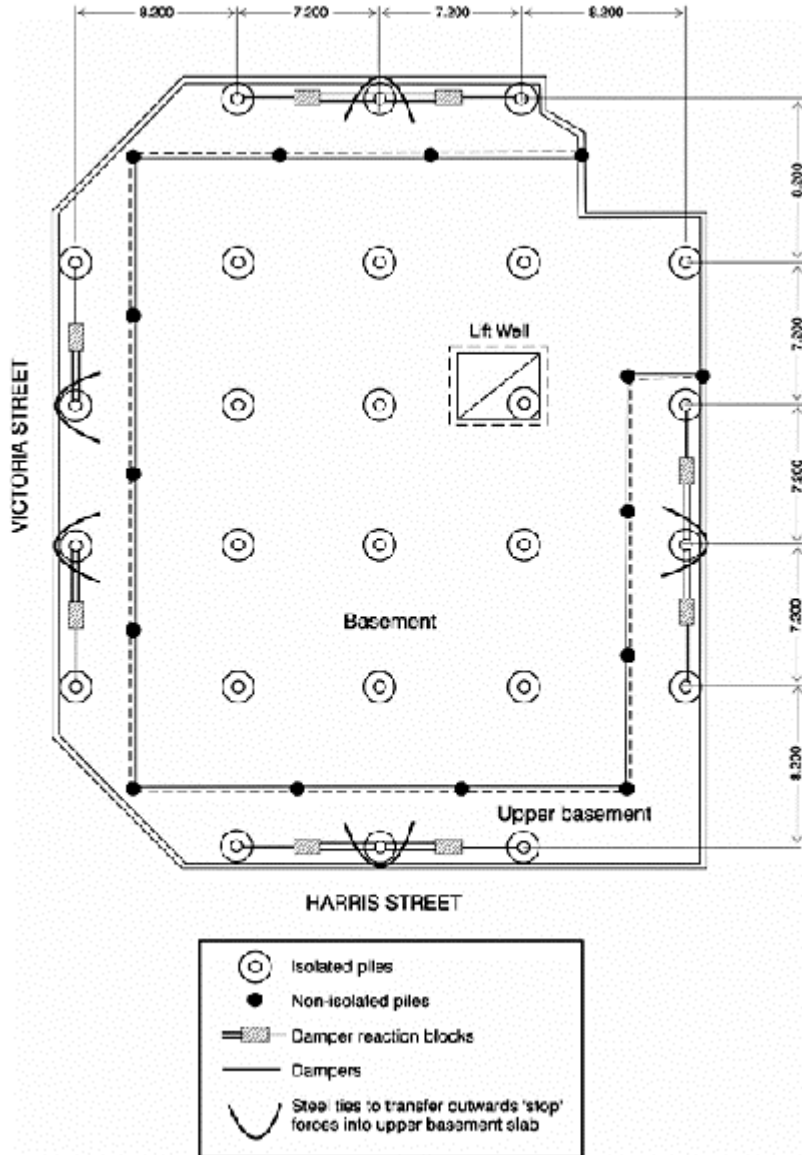 8.200 7.200 7.200 8.200
8.200
7.200
7.200
7.200
8.200
Lift Well
VICTORIA STREET
Basement
Upper basement
HARRIS STREET
Isolated piles
Non-isolated piles
Damper reaction blocks
Dampers
Steel ties to transfer outwards 'stop'
forces into upper basement slab